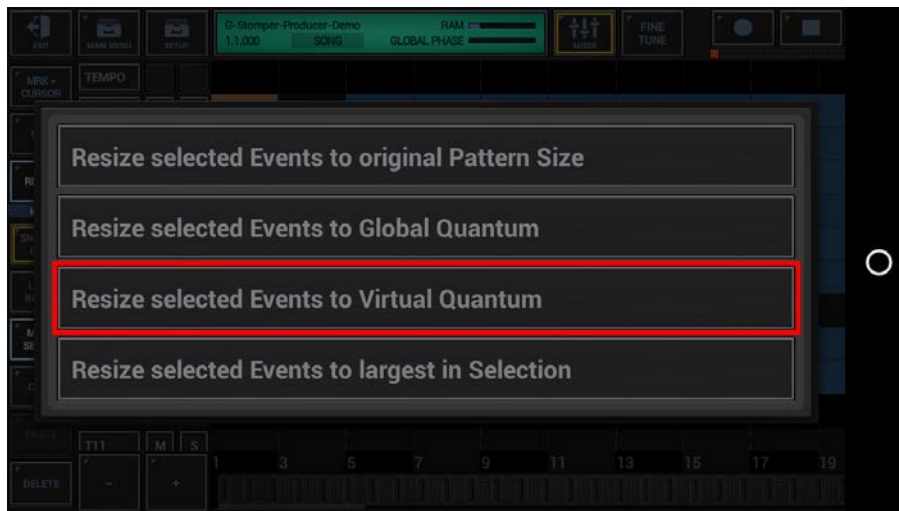 G-Stomper-Producer-Demo RAM
1.1.000 SONG GLOBAL PHASE
EXIT MAIN MENU SETUP MIXER FINE TUNE
MRK+ CURSOR
TEMPO
Resize selected Events to original Pattern Size
Resize selected Events to Global Quantum
Resize selected Events to Virtual Quantum
Resize selected Events to largest in Selection
PASTE
T11 M S
1 3 5 7 9 11 13 15 17 19
DELETE - +